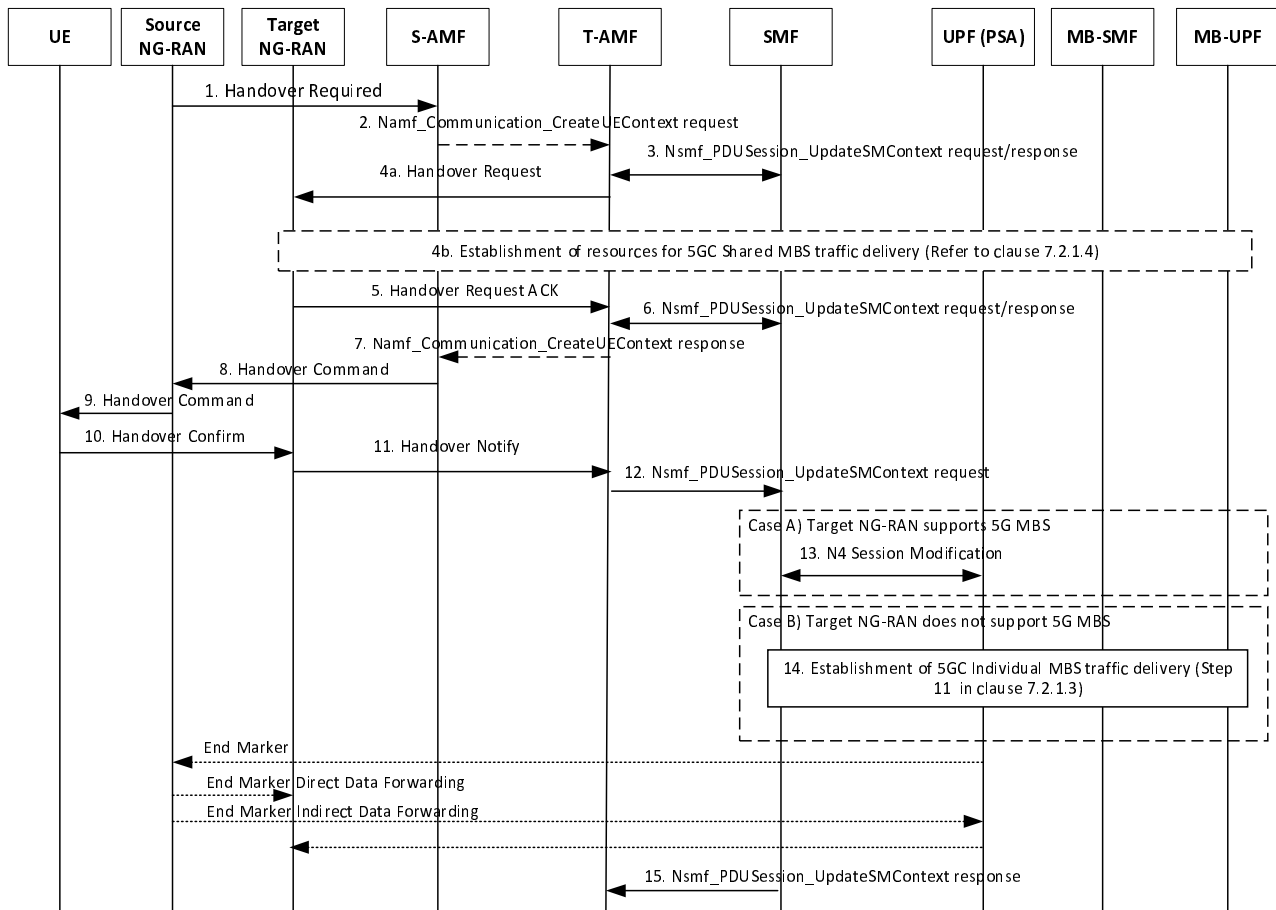 UE
Source
NG-RAN
Target
NG-RAN
S-AMF
T-AMF
SMF
UPF (PSA)
MB-SMF
MB-UPF
1. Handover Required
2. Namf_Communication_CreateUEContext request
3. Nsmf_PDUSession_UpdateSMContext request/response
4a. Handover Request
4b. Establishment of resources for 5GC Shared MBS traffic delivery (Refer to clause 7.2.1.4)
5. Handover Request ACK
6. Nsmf_PDUSession_UpdateSMContext request/response
7. Namf_Communication_CreateUEContext response
8. Handover Command
9. Handover Command
10. Handover Confirm
11. Handover Notify
12. Nsmf_PDUSession_UpdateSMContext request
Case A) Target NG-RAN supports 5G MBS
13. N4 Session Modification
Case B) Target NG-RAN does not support 5G MBS
14. Establishment of 5GC Individual MBS traffic delivery (Step
11 in clause 7.2.1.3)
End Marker
End Marker Direct Data Forwarding
End Marker Indirect Data Forwarding
15. Nsmf_PDUSession_UpdateSMContext response